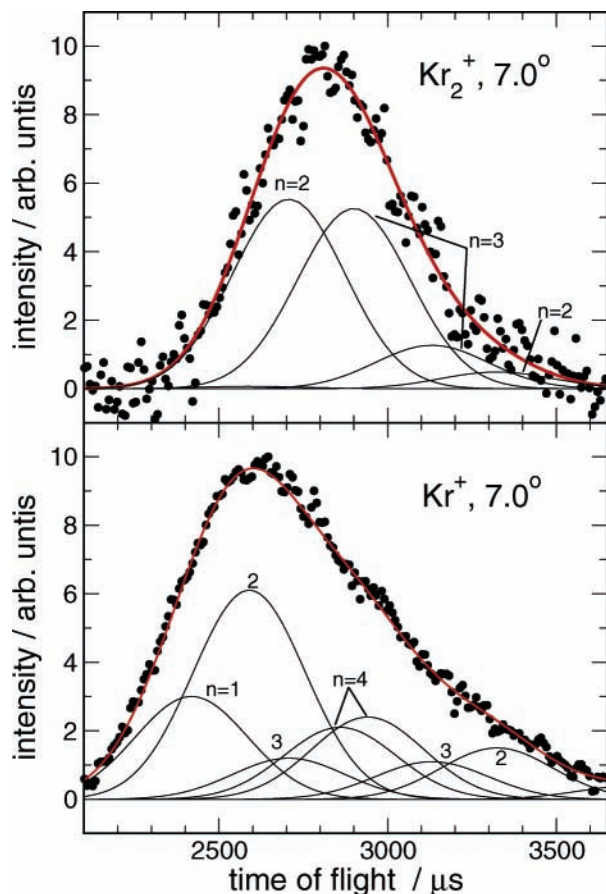 10
8
6
4
2
0
intensity / arb. untis
Kr₂⁺, 7.0°
n=2
n=3
n=2
10
8
6
4
2
0
intensity / arb. untis
Kr⁺, 7.0°
2
n=1
n=4
3
3
2
2500
3000
3500
time of flight / μs